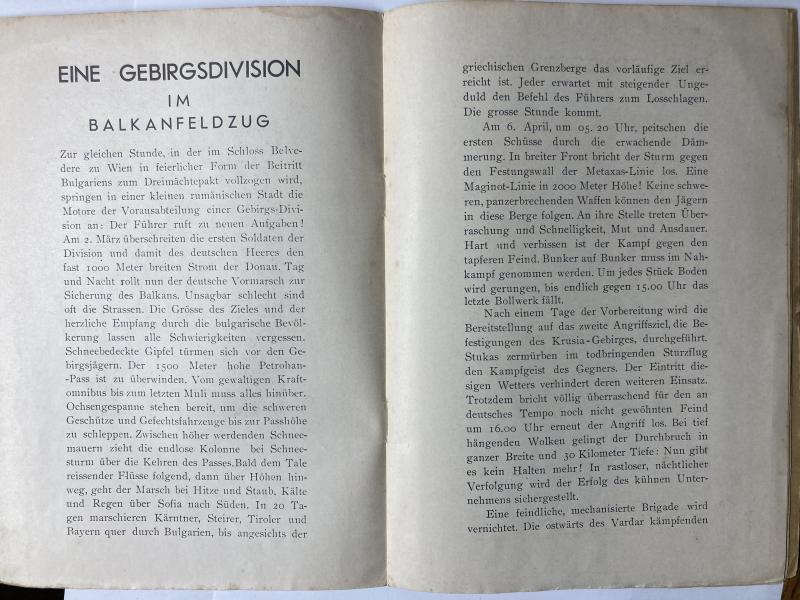 EINE GEBIRGSDIVISION
IM
BALKANFELDZUG
Zur gleichen Stunde, in der im Schloss Belve-
dere zu Wien in feierlicher Form der Beitritt
Bulgariens zum Dreimächtepakt vollzogen wird,
springen in einer kleinen rumänischen Stadt die
Motore der Vorausabteilung einer Gebirgs-Divi-
sion an: Der Führer ruft zu neuen Aufgaben!
Am 2. März überschreiten die ersten Soldaten der
Division und damit des deutschen Heeres den
fast 1000 Meter breiten Strom der Donau. Tag
und Nacht rollt nun der deutsche Vormarsch zur
Sicherung des Balkans. Unsagbar schlecht sind
oft die Strassen. Die Grösse des Zieles und der
herzliche Empfang durch die bulgarische Bevöl-
kerung lassen alle Schwierigkeiten vergessen.
Schneebedeckte Gipfel türmen sich vor den Ge-
birgsjägern. Der 1500 Meter hohe Petrohan-
-Pass ist zu überwinden. Vom gewaltigen Kraft-
omnibus bis zum letzten Muli muss alles hinüber.
Ochsengespanne stehen bereit, um die schweren
Geschütze und Gefechtsfahrzeuge bis zur Passhöhe
zu schleppen. Zwischen höher werdenden Schnee-
mauern zieht die endlose Kolonne bei Schnee-
sturm über die Kehren des Passes. Bald dem Tale
reissender Flüsse folgend, dann über Höhen hin-
weg, geht der Marsch bei Hitze und Staub, Kälte
und Regen über Sofia nach Süden. In 20 Ta-
gen marschieren Kärntner, Steirer, Tiroler und
Bayern quer durch Bulgarien, bis angesichts der
griechischen Grenzberge das vorläufige Ziel er-
reicht ist. Jeder erwartet mit steigender Unge-
duld den Befehl des Führers zum Losschlagen.
Die grosse Stunde kommt.
Am 6. April, um 05.20 Uhr, peitschen die
ersten Schüsse durch die erwachende Däm-
merung. In breiter Front bricht der Sturm gegen
den Festungswall der Metaxas-Linie los. Eine
Maginot-Linie in 2000 Meter Höhe! Keine schwe-
ren, panzerbrechenden Waffen können den Jägern
in diese Berge folgen. An ihre Stelle treten Über-
raschung und Schnelligkeit, Mut und Ausdauer.
Hart und verbissen ist der Kampf gegen den
tapferen Feind. Bunker auf Bunker muss im Nah-
kampf genommen werden. Um jedes Stück Boden
wird gerungen, bis endlich gegen 15.00 Uhr das
letzte Bollwerk fällt.
Nach einem Tage der Vorbereitung wird die
Bereitstellung auf das zweite Angriffsziel, die Be-
festigungen des Krusia-Gebirges, durchgeführt.
Stukas zermürben im todbringenden Sturzflug
den Kampfgeist des Gegners. Der Eintritt die-
sigen Wetters verhindert deren weiteren Einsatz.
Trotzdem bricht völlig überraschend für den an
deutsches Tempo noch nicht gewöhnten Feind
um 16.00 Uhr erneut der Angriff los. Bei tief
hängenden Wolken gelingt der Durchbruch in
ganzer Breite und 30 Kilometer Tiefe: Nun gibt
es kein Halten mehr! In rastloser, nächtlicher
Verfolgung wird der Erfolg des kühnen Unter-
nehmens sichergestellt.
Eine feindliche, mechanisierte Brigade wird
vernichtet. Die ostwärts des Vardar kämpfenden